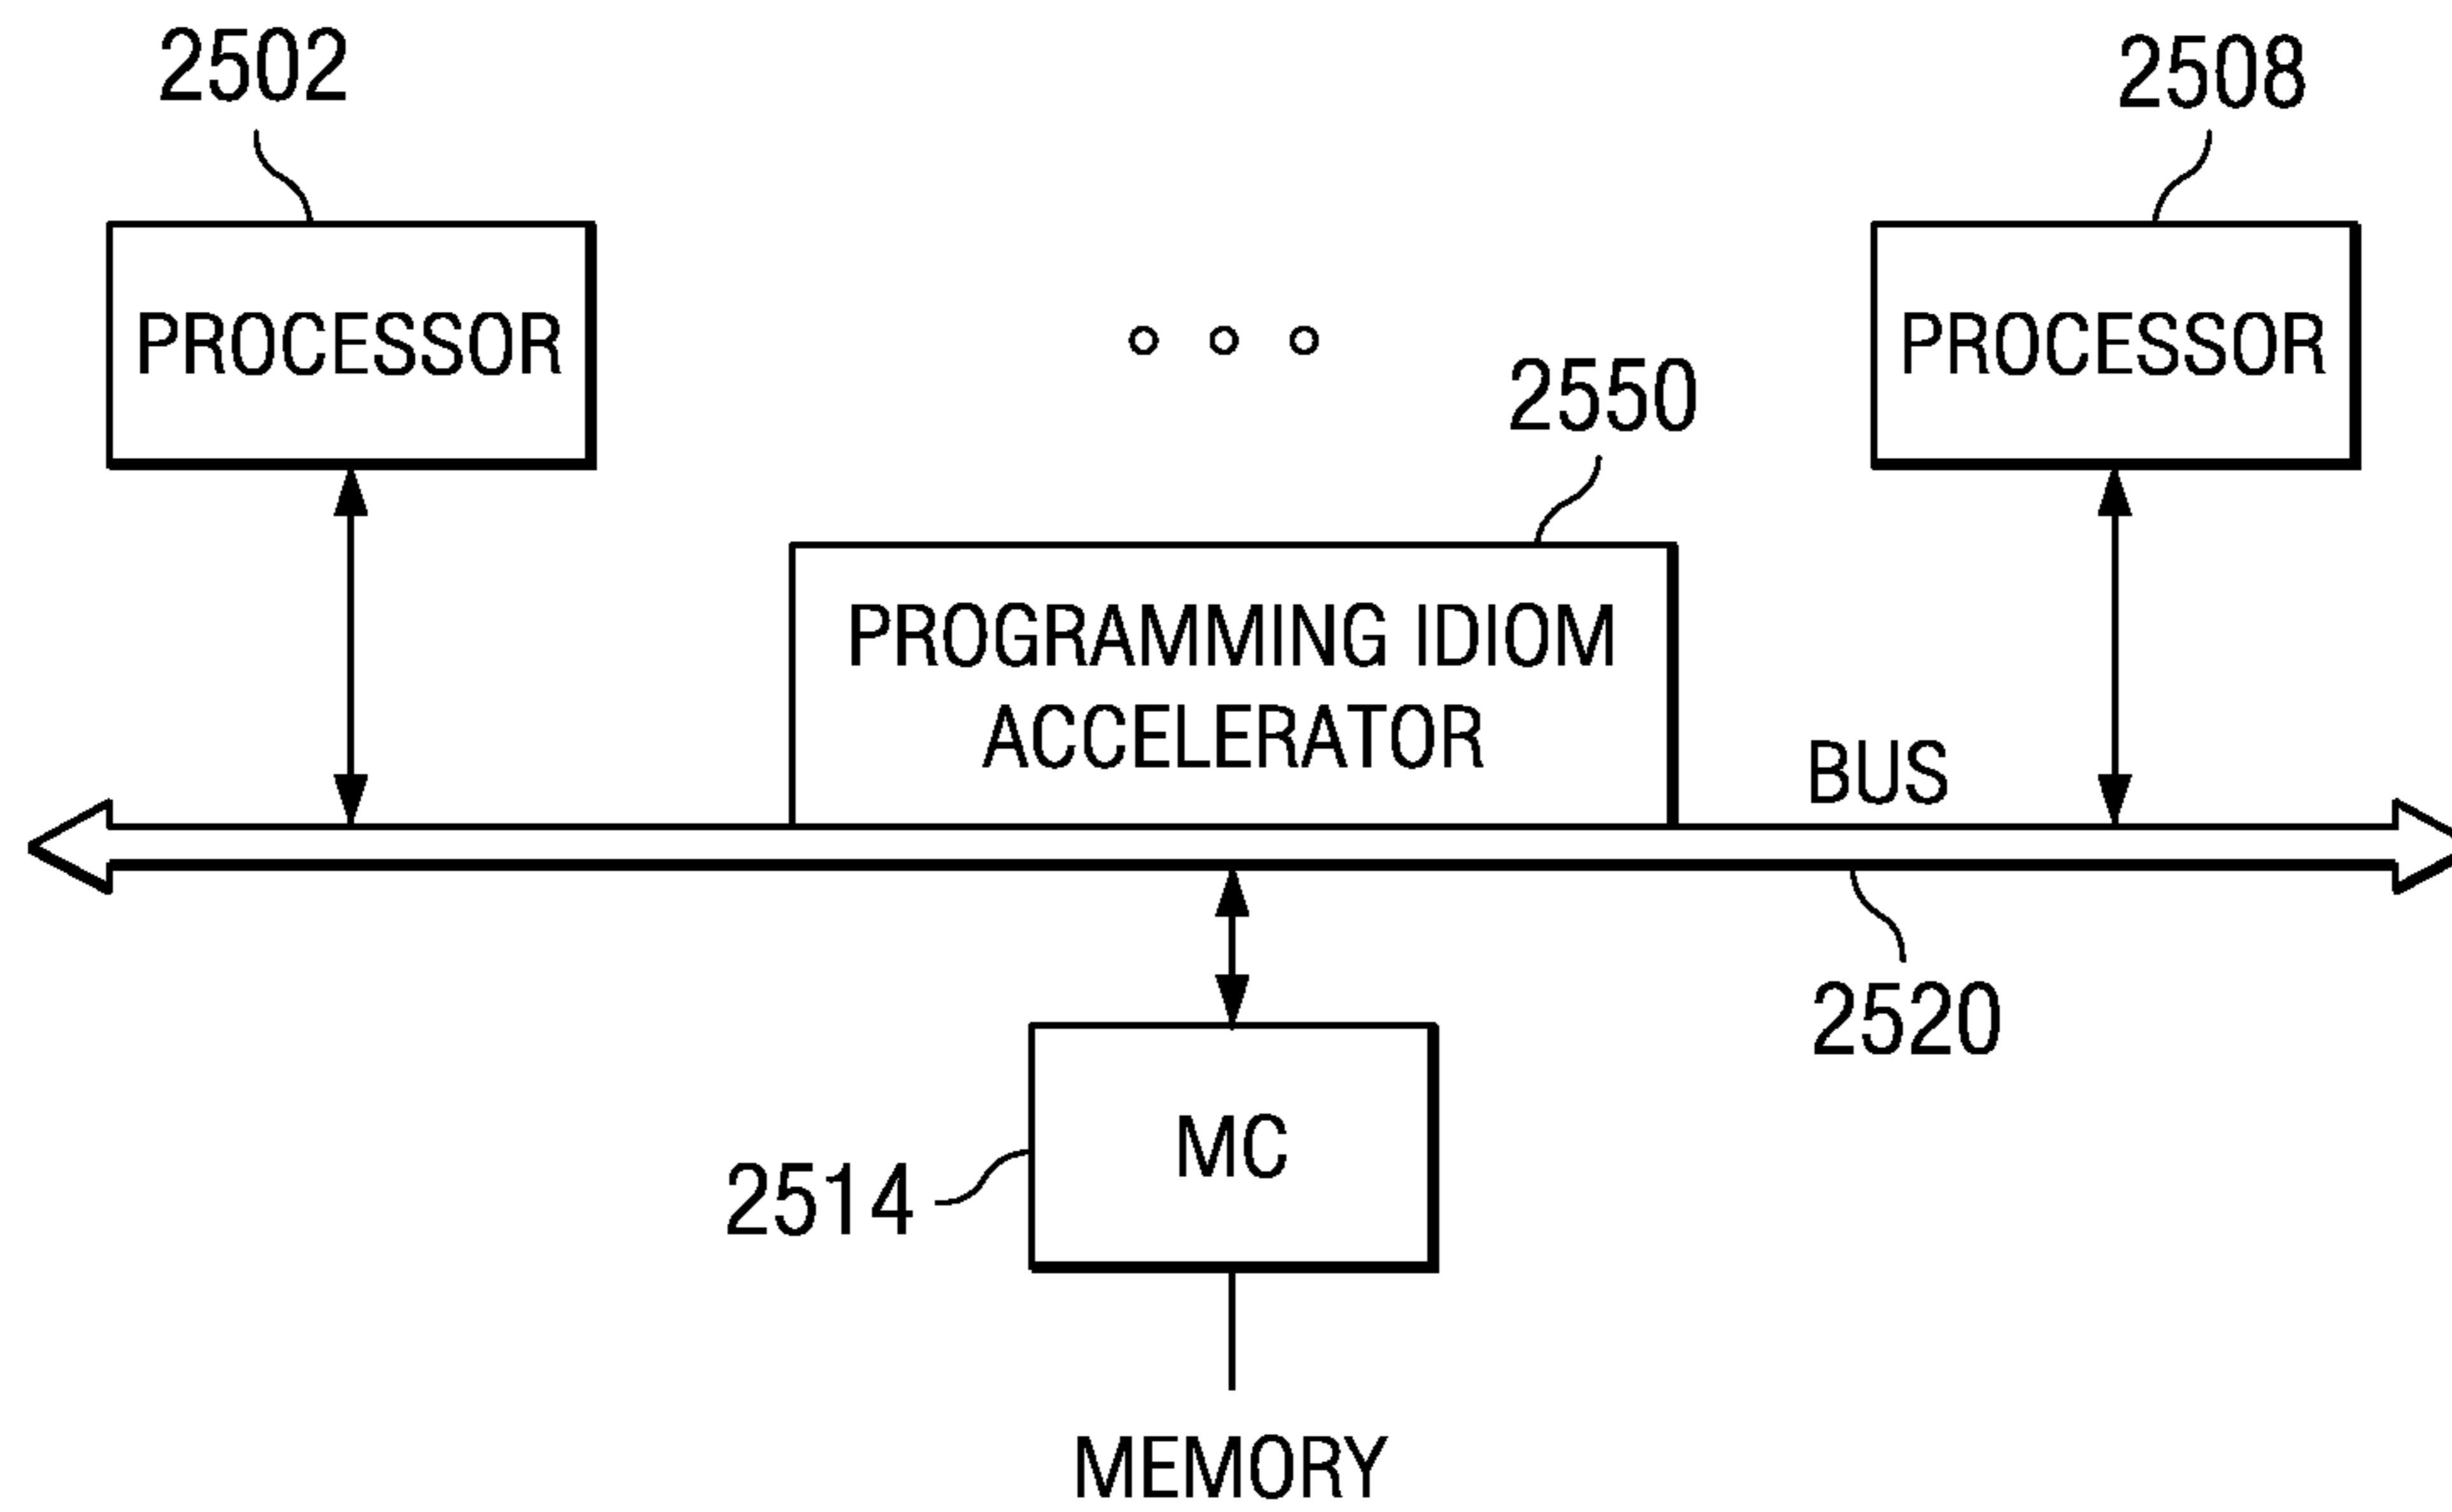 2502
2508
PROCESSOR
PROCESSOR
2550
PROGRAMMING IDIOM
ACCELERATOR
BUS
2520
MC
2514
MEMORY